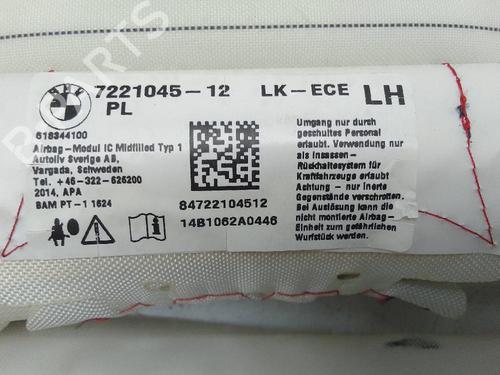 BMW
7221045-12 LK-ECE LH
PL
618344100
Airbag-Modul IC Midfilled Typ 1
Autoliv Sverige AB,
Vargada, Schweden
Tel. +46-322-626200
2014, APA
BAM PT-1 1624
84722104512
14B1062A0446
Umgang nur durch
geschultes Personal
erlaubt. Verwendung
nur als Insassen-
Rückhaltesystem für
Kraftfahrzeuge erlaubt
Achtung - nur inerte
Gegenstände verschrotten.
Bei Auslösung kann die
nicht montierte Airbag-
Einheit zum gefährlichen
Wurfstück werden.
PARTS